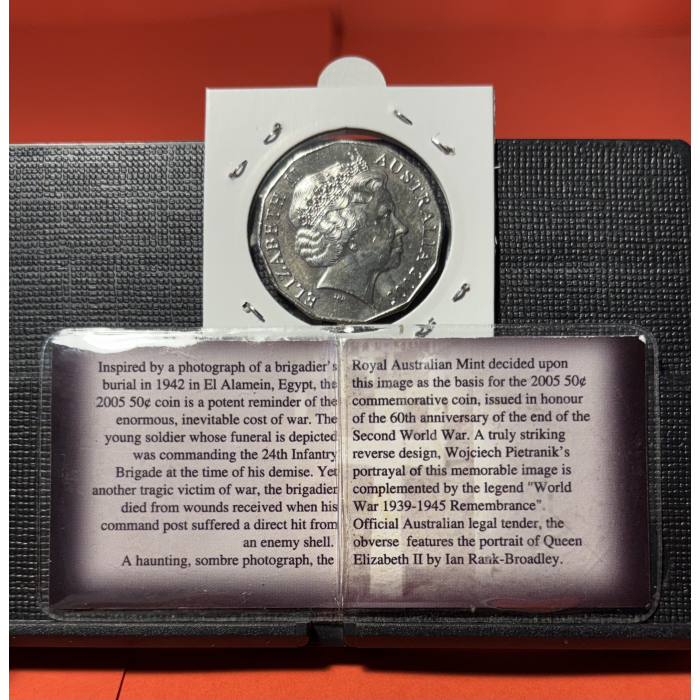 ELIZABETH II AUSTRALIA 2005
IRB
Inspired by a photograph of a brigadier's
burial in 1942 in El Alamein, Egypt, the
2005 50¢ coin is a potent reminder of the
enormous, inevitable cost of war. The
young soldier whose funeral is depicted
was commanding the 24th Infantry
Brigade at the time of his demise. Yet
another tragic victim of war, the brigadier
died from wounds received when his
command post suffered a direct hit from
an enemy shell.
A haunting, sombre photograph, the
Royal Australian Mint decided upon
this image as the basis for the 2005 50¢
commemorative coin, issued in honour
of the 60th anniversary of the end of the
Second World War. A truly striking
reverse design, Wojciech Pietranik's
portrayal of this memorable image is
complemented by the legend "World
War 1939-1945 Remembrance".
Official Australian legal tender, the
obverse features the portrait of Queen
Elizabeth II by Ian Rank-Broadley.